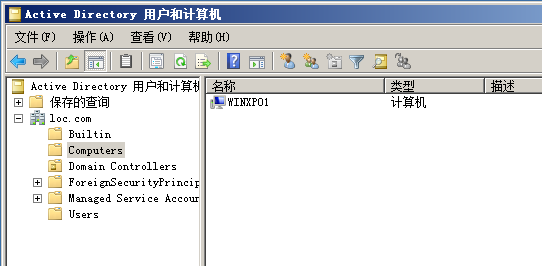 Active Directory 用户和计算机
文件(F) 操作(A) 查看(V) 帮助(H)
Active Directory 用户和计算机
保存的查询
loc.com
Builtin
Computers
Domain Controllers
ForeignSecurityPrincip
Managed Service Accoun
Users
名称 类型 描述
WINXP01 计算机